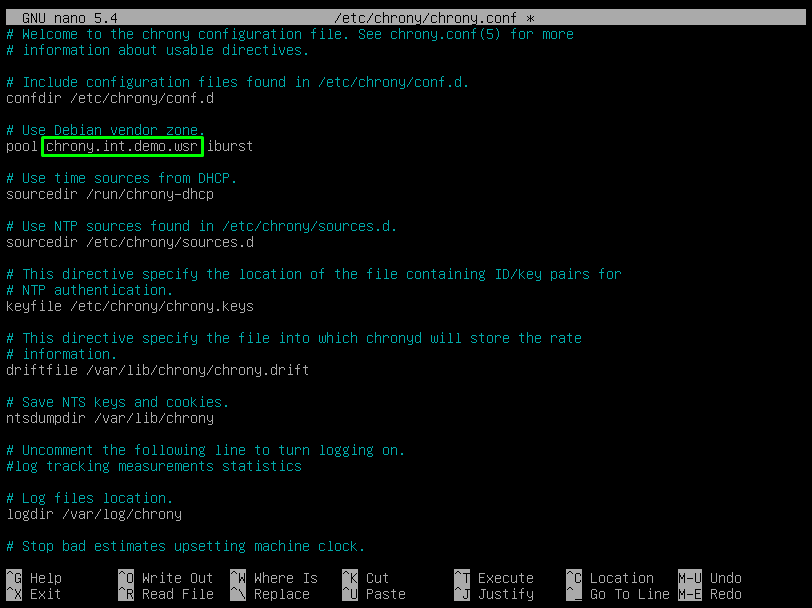 GNU nano 5.4 /etc/chrony/chrony.conf *
# Welcome to the chrony configuration file. See chrony.conf(5) for more
# information about usable directives.
# Include configuration files found in /etc/chrony/conf.d.
confdir /etc/chrony/conf.d
# Use Debian vendor zone.
pool chrony.int.demo.wsr iburst
# Use time sources from DHCP.
sourcedir /run/chrony-dhcp
# Use NTP sources found in /etc/chrony/sources.d.
sourcedir /etc/chrony/sources.d
# This directive specify the location of the file containing ID/key pairs for
# NTP authentication.
keyfile /etc/chrony/chrony.keys
# This directive specify the file into which chronyd will store the rate
# information.
driftfile /var/lib/chrony/chrony.drift
# Save NTS keys and cookies.
ntsdumpdir /var/lib/chrony
# Uncomment the following line to turn logging on.
#log tracking measurements statistics
# Log files location.
logdir /var/log/chrony
# Stop bad estimates upsetting machine clock.
^G Help ^O Write Out ^W Where Is ^K Cut ^T Execute ^C Location M-U Undo
^X Exit ^R Read File ^\ Replace ^U Paste ^J Justify ^_ Go To Line M-E Redo